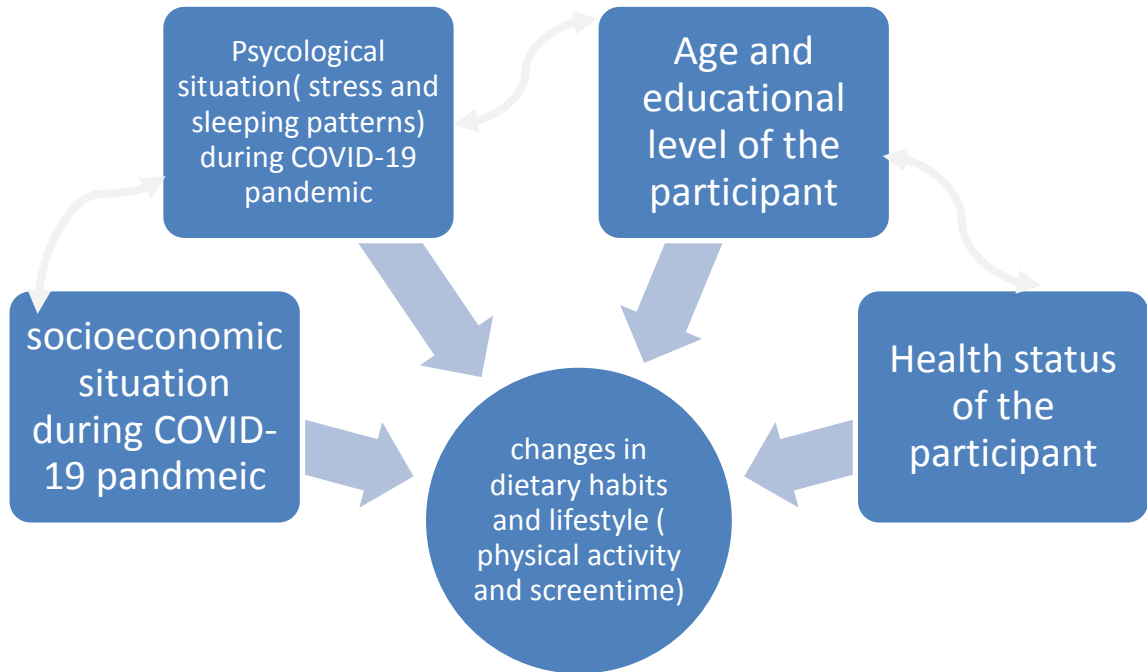 Psycological
situation( stress and
sleeping patterns)
during COVID-19
pandemic
Age and
educational
level of the
participant
socioeconomic
situation
during COVID-
19 pandmeic
Health status
of the
participant
changes in
dietary habits
and lifestyle (
physical activity
and screentime)